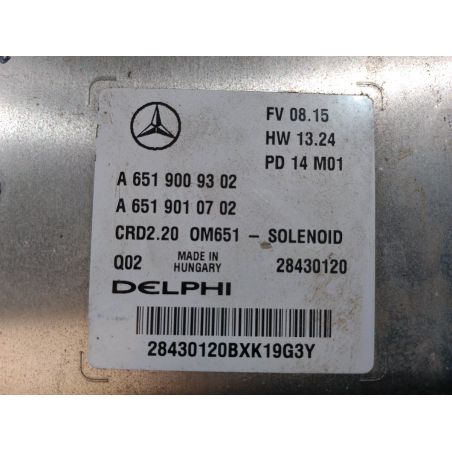 FV 08.15
HW 13.24
PD 14 M01
A 651 900 93 02
A 651 901 07 02
CRD2.20 OM651 – SOLENOID
Q02 MADE IN HUNGARY 28430120
DELPHI
28430120BXK19G3Y